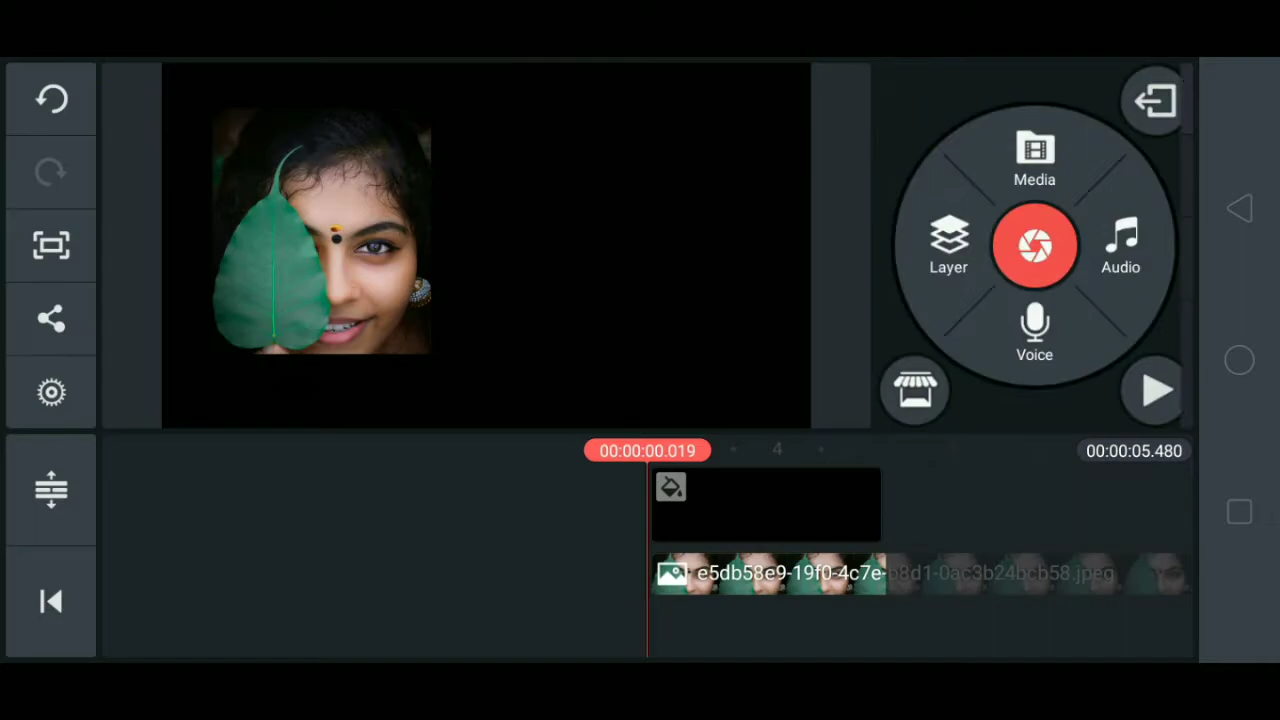 Media
Layer
Audio
Voice
00:00:00.019
4
00:00:05.480
e5db58e9-19f0-4c7e-b8d1-0ac3b24bcb58.jpeg